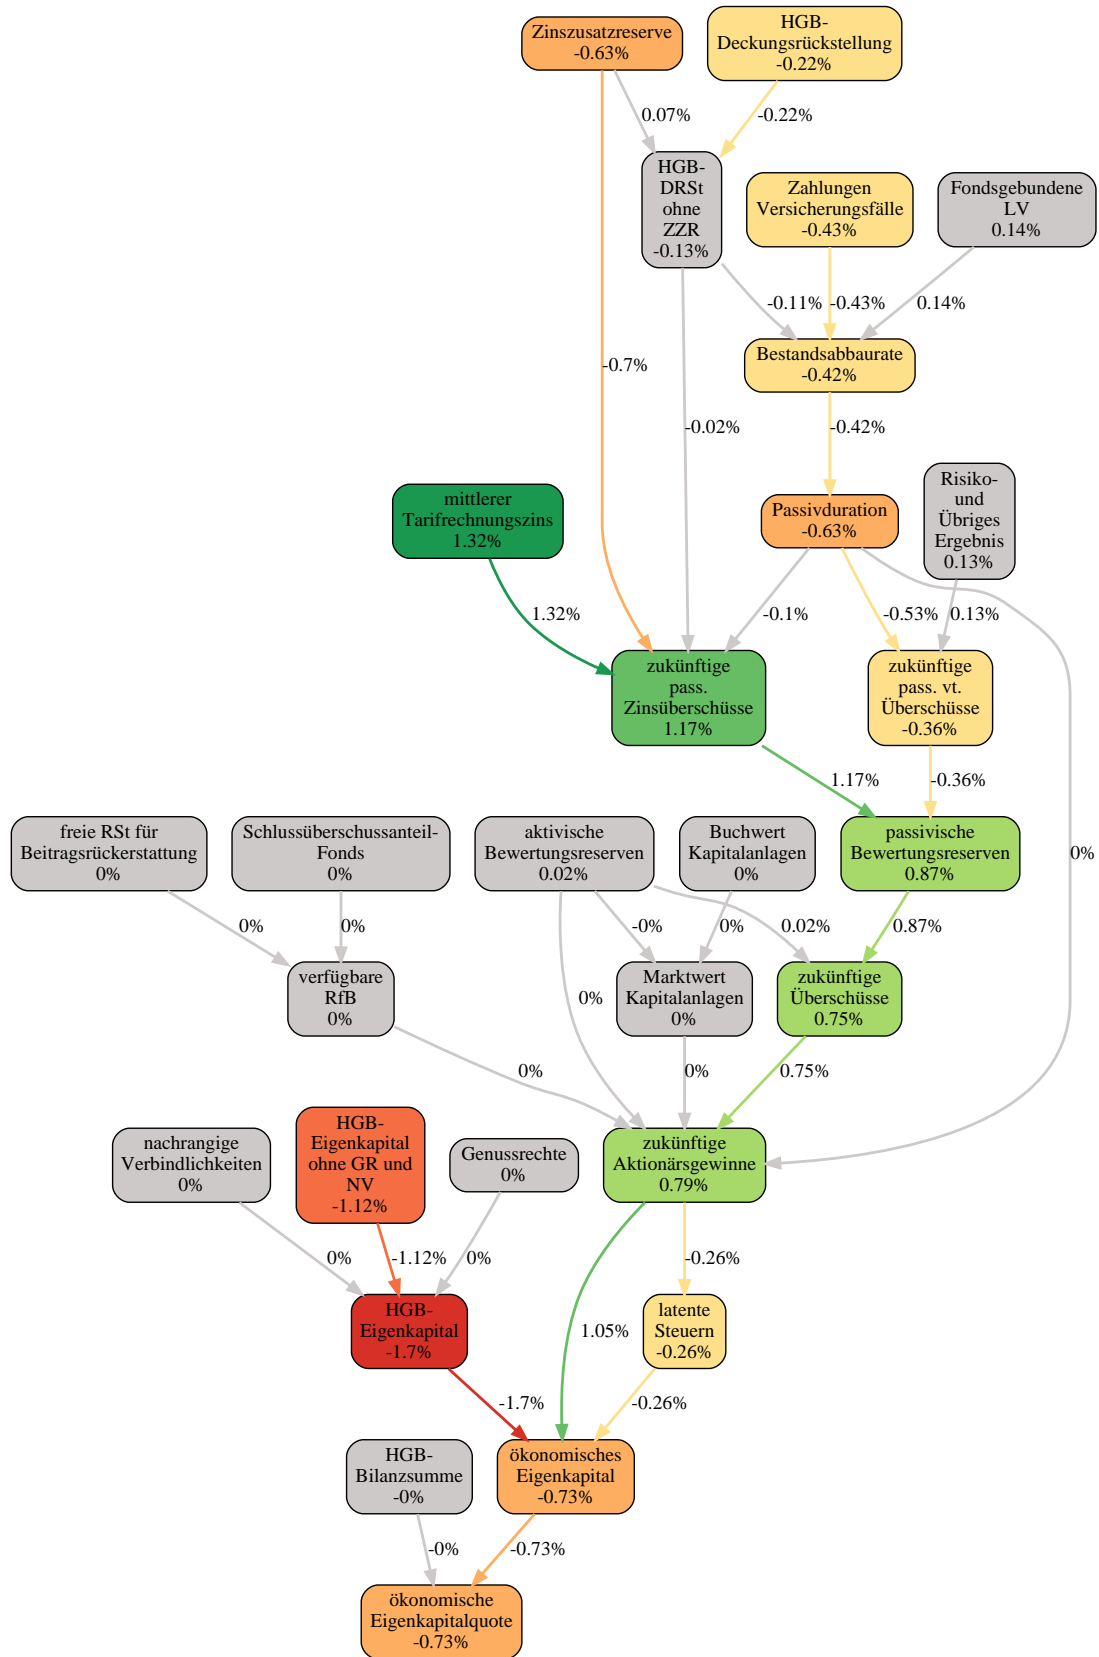 Zinszusatzreserve
-0.63%
HGB-
Deckungsrückstellung
-0.22%
0.07%
-0.22%
HGB-
DRSt
ohne
ZZR
-0.13%
Zahlungen
Versicherungsfälle
-0.43%
Fondsgebundene
LV
0.14%
-0.11%
-0.43%
0.14%
Bestandsabbaurate
-0.42%
-0.7%
-0.02%
-0.42%
mittlerer
Tarifrechnungszins
1.32%
Passivduration
-0.63%
Risiko-
und
Übriges
Ergebnis
0.13%
1.32%
-0.1%
-0.53%
0.13%
zukünftige
pass.
Zinsüberschüsse
1.17%
zukünftige
pass. vt.
Überschüsse
-0.36%
1.17%
-0.36%
0%
freie RSt für
Beitragsrückerstattung
0%
Schlussüberschussanteil-
Fonds
0%
aktivische
Bewertungsreserven
0.02%
Buchwert
Kapitalanlagen
0%
passivische
Bewertungsreserven
0.87%
0%
0%
-0%
0%
0.02%
0.87%
verfügbare
RfB
0%
0%
Marktwert
Kapitalanlagen
0%
zukünftige
Überschüsse
0.75%
0%
0%
0.75%
nachrangige
Verbindlichkeiten
0%
HGB-
Eigenkapital
ohne GR und
NV
-1.12%
Genussrechte
0%
zukünftige
Aktionärsgewinne
0.79%
0%
-1.12%
0%
-0.26%
HGB-
Eigenkapital
-1.7%
1.05%
latente
Steuern
-0.26%
-1.7%
-0.26%
HGB-
Bilanzsumme
-0%
ökonomisches
Eigenkapital
-0.73%
-0%
-0.73%
ökonomische
Eigenkapitalquote
-0.73%